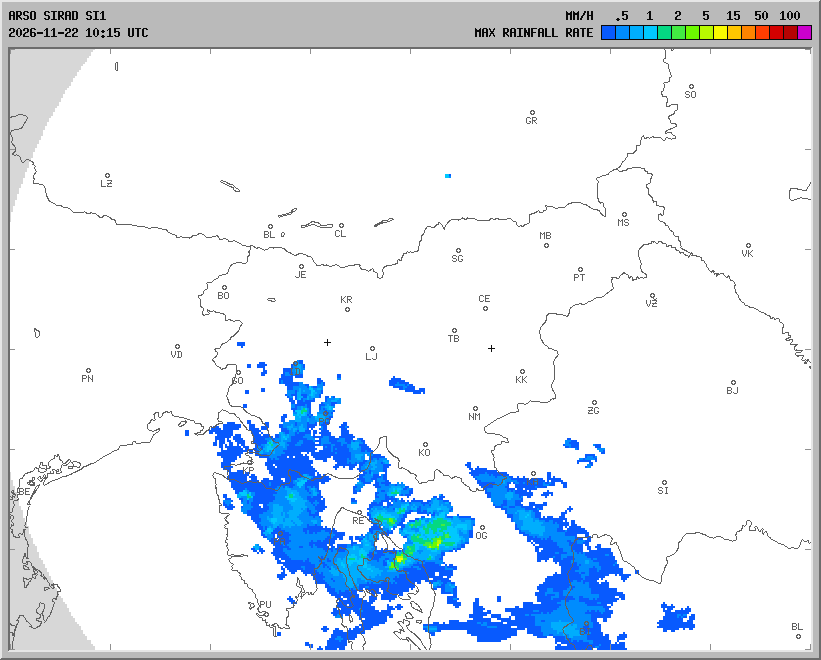 ARSO SIRAD SI1
2026-11-22 10:15 UTC
MM/H .5 1 2 5 15 50 100
MAX RAINFALL RATE
SO
GR
LZ
MS
BL
CL
MB
VK
SG
JE
PT
BO
KR
CE
VZ
TB
VD
LJ
PN
GO
KK
BJ
NM
ZG
KO
KP
BE
SI
RE
OG
PU
BL